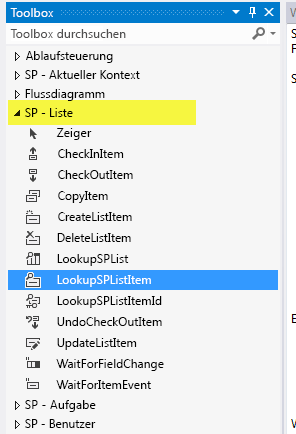 Toolbox
Toolbox durchsuchen
Ablaufsteuerung
SP - Aktueller Kontext
Flussdiagramm
SP - Liste
Zeiger
CheckInItem
CheckOutItem
CopyItem
CreateListItem
DeleteListItem
LookupSPList
LookupSPListItem
LookupSPListItemId
UndoCheckOutItem
UpdateListItem
WaitForFieldChange
WaitForItemEvent
SP - Aufgabe
SP - Benutzer